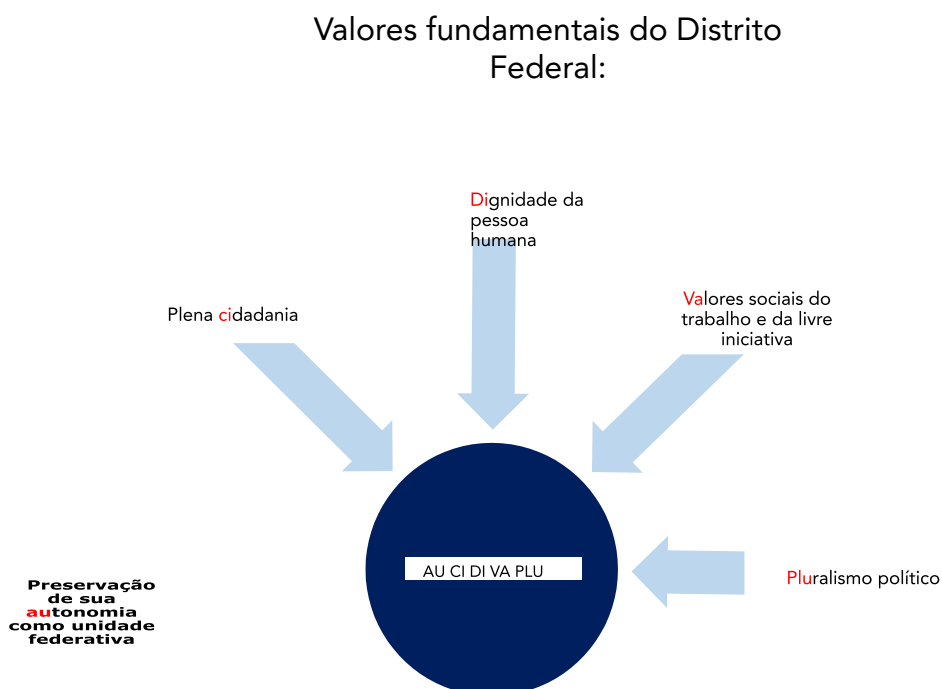 Valores fundamentais do Distrito
Federal:
Dignidade da
pessoa
humana
Plena cidadania
Valores sociais do
trabalho e da livre
iniciativa
AU CI DI VA PLU
Pluralismo político
Preservação
de sua
autonomia
como unidade
federativa